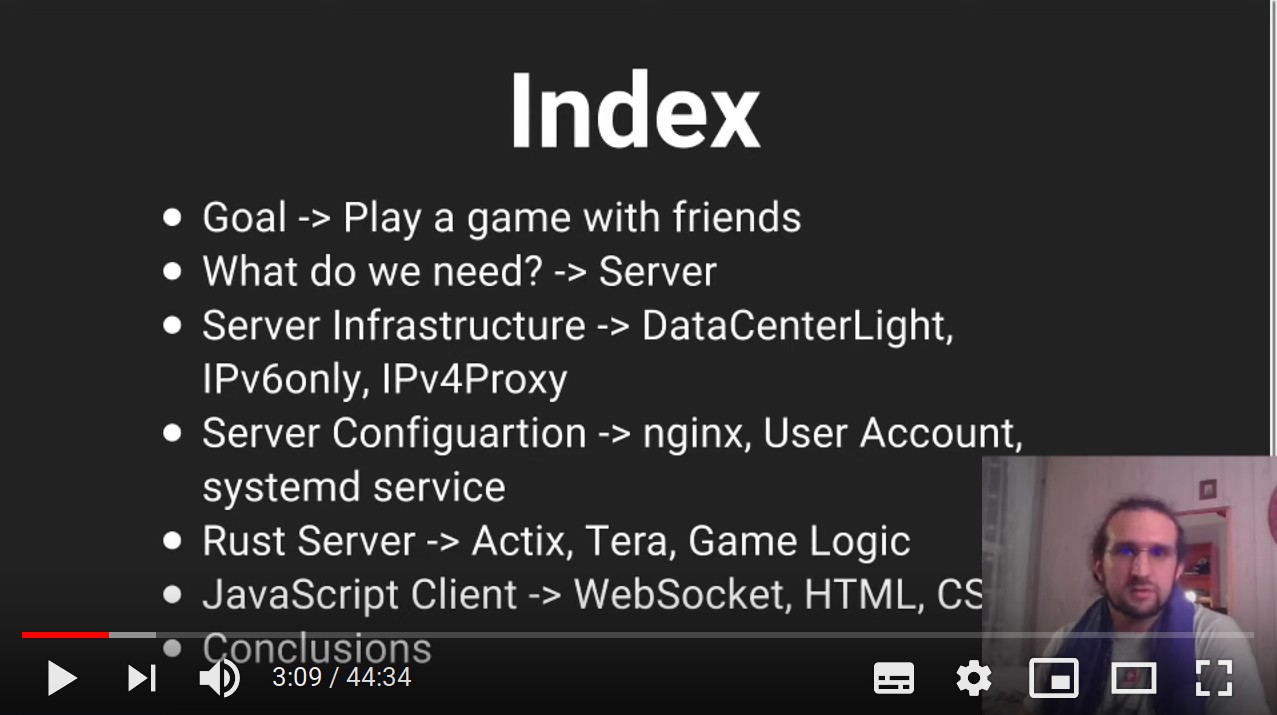 Index
Goal -> Play a game with friends
What do we need? -> Server
Server Infrastructure -> DataCenterLight,
IPv6only, IPv4Proxy
Server Configuartion -> nginx, User Account,
systemd service
Rust Server -> Actix, Tera, Game Logic
JavaScript Client -> WebSocket, HTML, CS
Conclusions
3:09 / 44:34